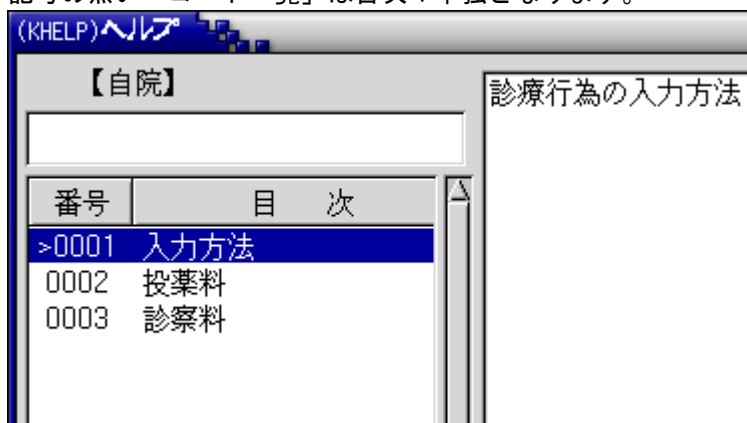 (KHELP)ヘルプ
【自院】
診療行為の入力方法
番号 目 次
>0001 入力方法
0002 投薬料
0003 診察料